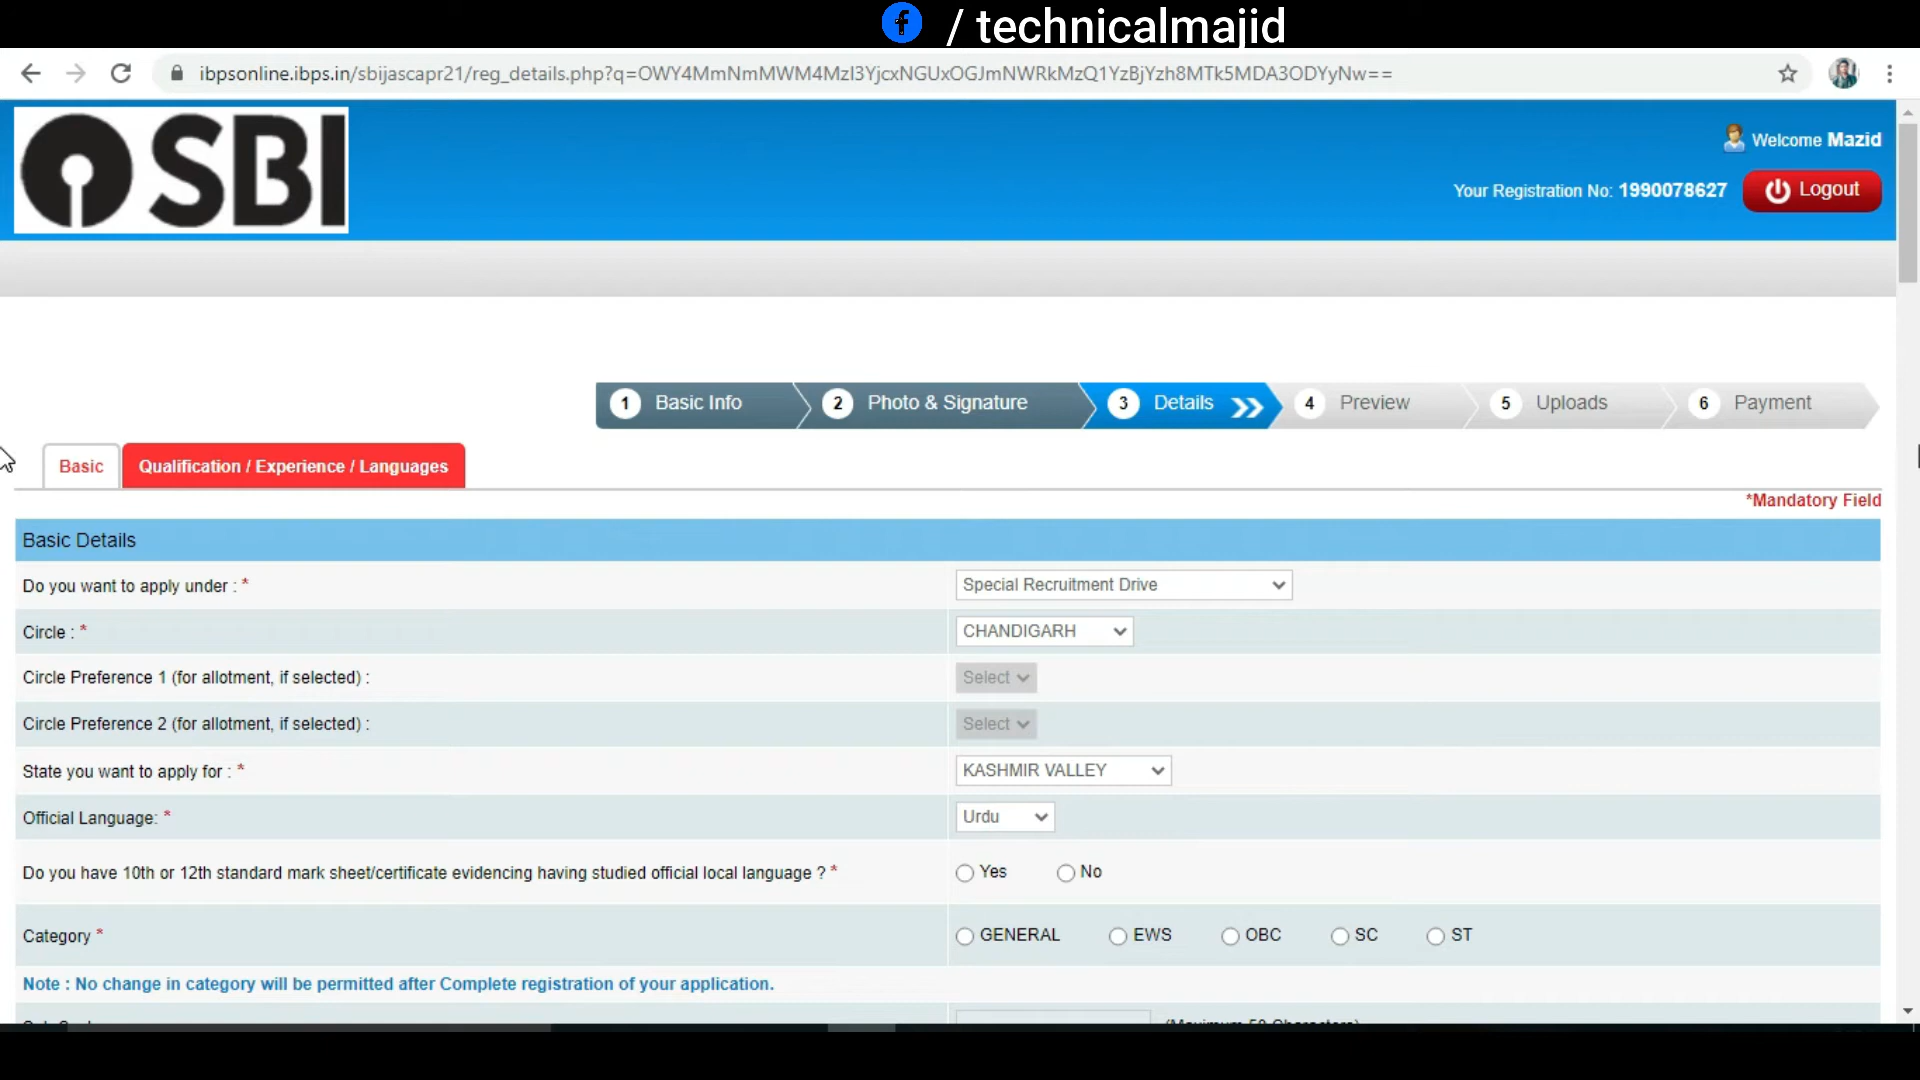 / technicalmajid
ibpsonline.ibps.in/sbijascapr21/reg_details.php?q=OWY4MmNmMWM4MzI3YjcxNGUxOGJmNWRkMzQ1YzBjYzh8MTk5MDA3ODYyNw==
SBI
Welcome Mazid
Your Registration No: 1990078627 Logout
1 Basic Info 2 Photo & Signature 3 Details 4 Preview 5 Uploads 6 Payment
Basic Qualification / Experience / Languages
*Mandatory Field
Basic Details
Do you want to apply under : * Special Recruitment Drive
Circle : * CHANDIGARH
Circle Preference 1 (for allotment, if selected) : Select
Circle Preference 2 (for allotment, if selected) : Select
State you want to apply for : * KASHMIR VALLEY
Official Language: * Urdu
Do you have 10th or 12th standard mark sheet/certificate evidencing having studied official local language ? * Yes No
Category * GENERAL EWS OBC SC ST
Note : No change in category will be permitted after Complete registration of your application.
(Maximum 50 Characters)